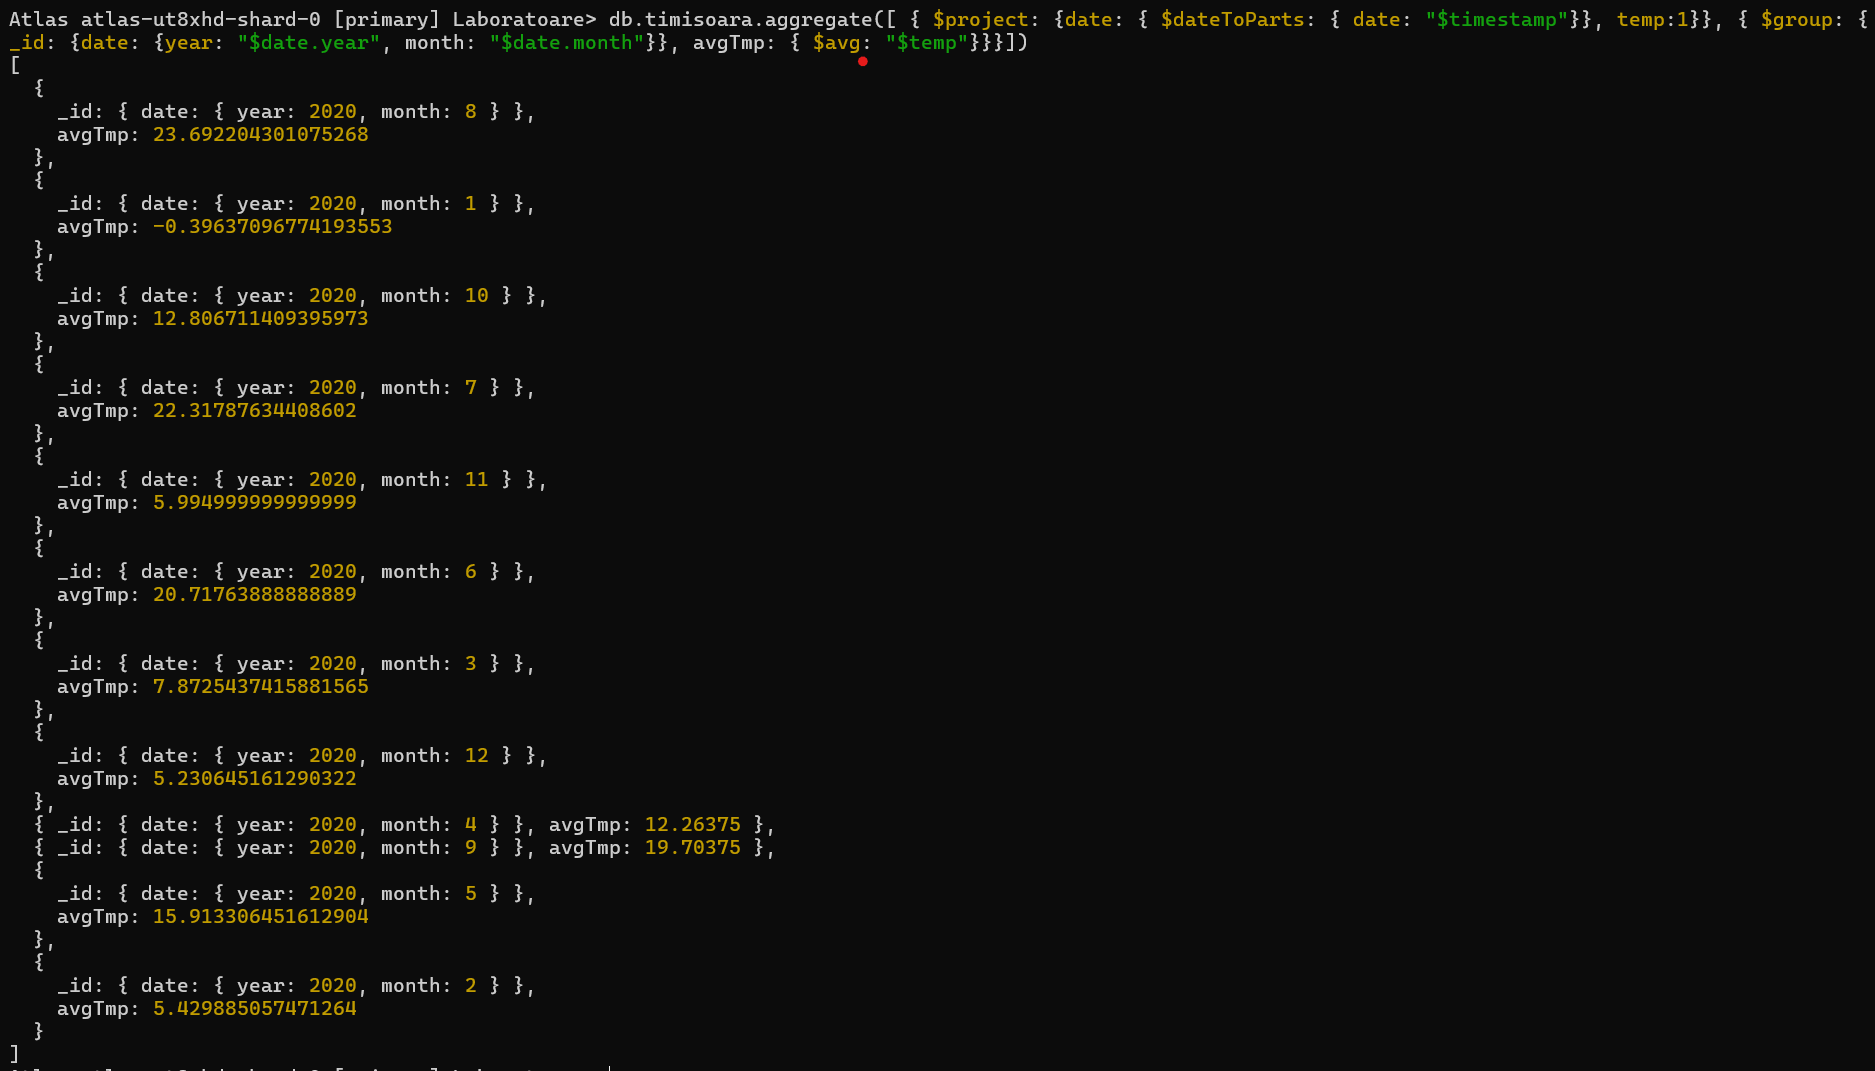 Atlas atlas-ut8xhd-shard-0 [primary] Laboratoare> db.timisoara.aggregate([ { $project: {date: { $dateToParts: { date: "$timestamp"}}, temp:1}}, { $group: {
_id: {date: {year: "$date.year", month: "$date.month"}}, avgTmp: { $avg: "$temp"}}}])
[
  {
    _id: { date: { year: 2020, month: 8 } },
    avgTmp: 23.692204301075268
  },
  {
    _id: { date: { year: 2020, month: 1 } },
    avgTmp: -0.39637096774193553
  },
  {
    _id: { date: { year: 2020, month: 10 } },
    avgTmp: 12.806711409395973
  },
  {
    _id: { date: { year: 2020, month: 7 } },
    avgTmp: 22.31787634408602
  },
  {
    _id: { date: { year: 2020, month: 11 } },
    avgTmp: 5.994999999999999
  },
  {
    _id: { date: { year: 2020, month: 6 } },
    avgTmp: 20.71763888888889
  },
  {
    _id: { date: { year: 2020, month: 3 } },
    avgTmp: 7.8725437415881565
  },
  {
    _id: { date: { year: 2020, month: 12 } },
    avgTmp: 5.230645161290322
  },
  { _id: { date: { year: 2020, month: 4 } }, avgTmp: 12.26375 },
  { _id: { date: { year: 2020, month: 9 } }, avgTmp: 19.70375 },
  {
    _id: { date: { year: 2020, month: 5 } },
    avgTmp: 15.913306451612904
  },
  {
    _id: { date: { year: 2020, month: 2 } },
    avgTmp: 5.429885057471264
  }
]